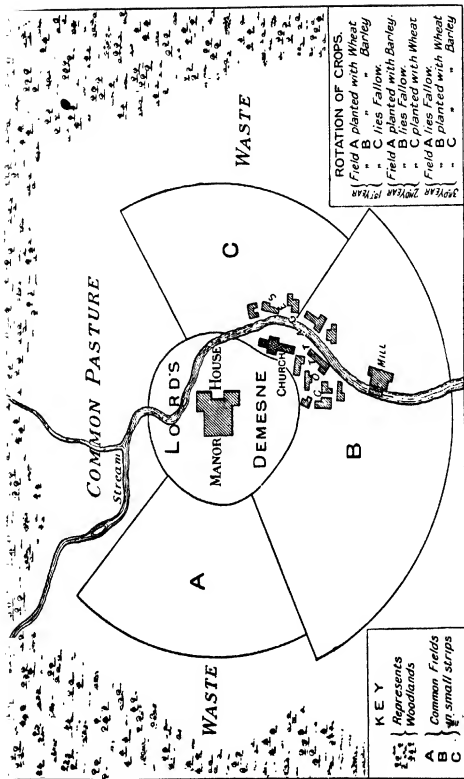 COMMON PASTURE
Stream
LORD'S
MANOR HOUSE
DEMESNE
A
C
WASTE
WASTE
CHURCH
COTTAGES
B
MILL
KEY
Represents
Woodlands
A
B Common Fields
C in small strips
ROTATION OF CROPS.
1ST YEAR Field A planted with Wheat
" B " " Barley
" C lies Fallow.
2ND YEAR Field A planted with Barley.
" B lies Fallow.
" C planted with Wheat
3RD YEAR Field A lies Fallow.
" B planted with Wheat
" C " " Barley